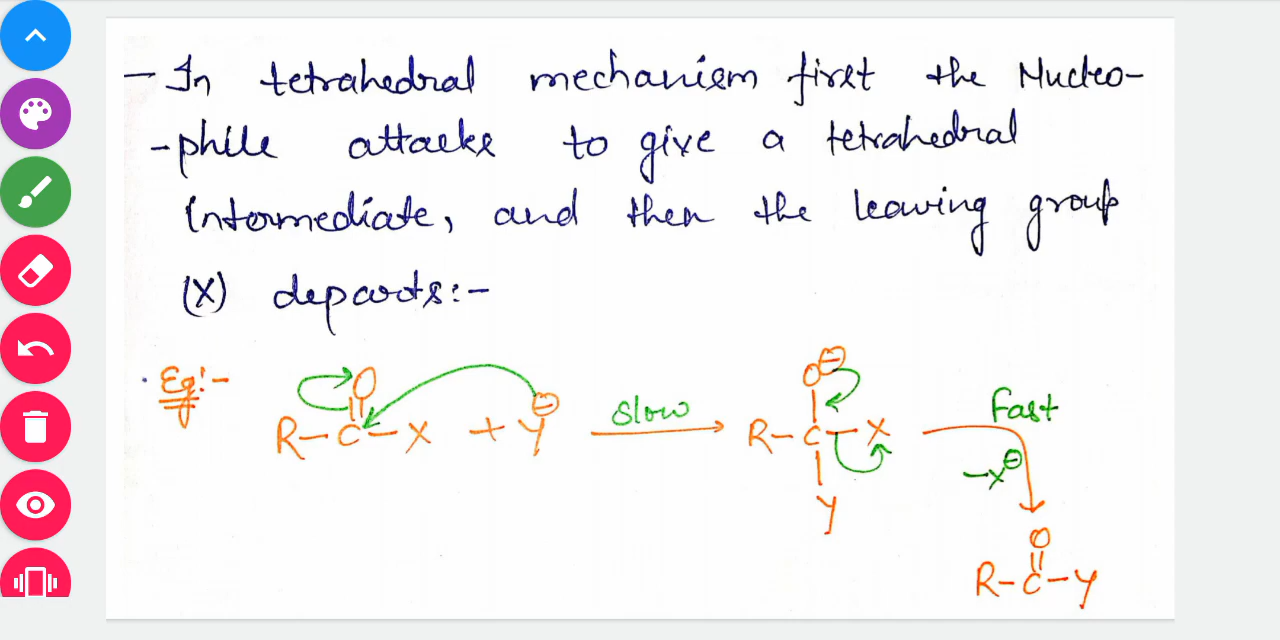 - In tetrahedral mechanism first the Nucleo-
-phile attacks to give a tetrahedral
Intermediate, and then the leaving group
(X) departs:-
Eg:- R-C-X + Y Slow R-C-X Fast
O ⊖ O ⊖ -X⊖
Y
O
R-C-Y